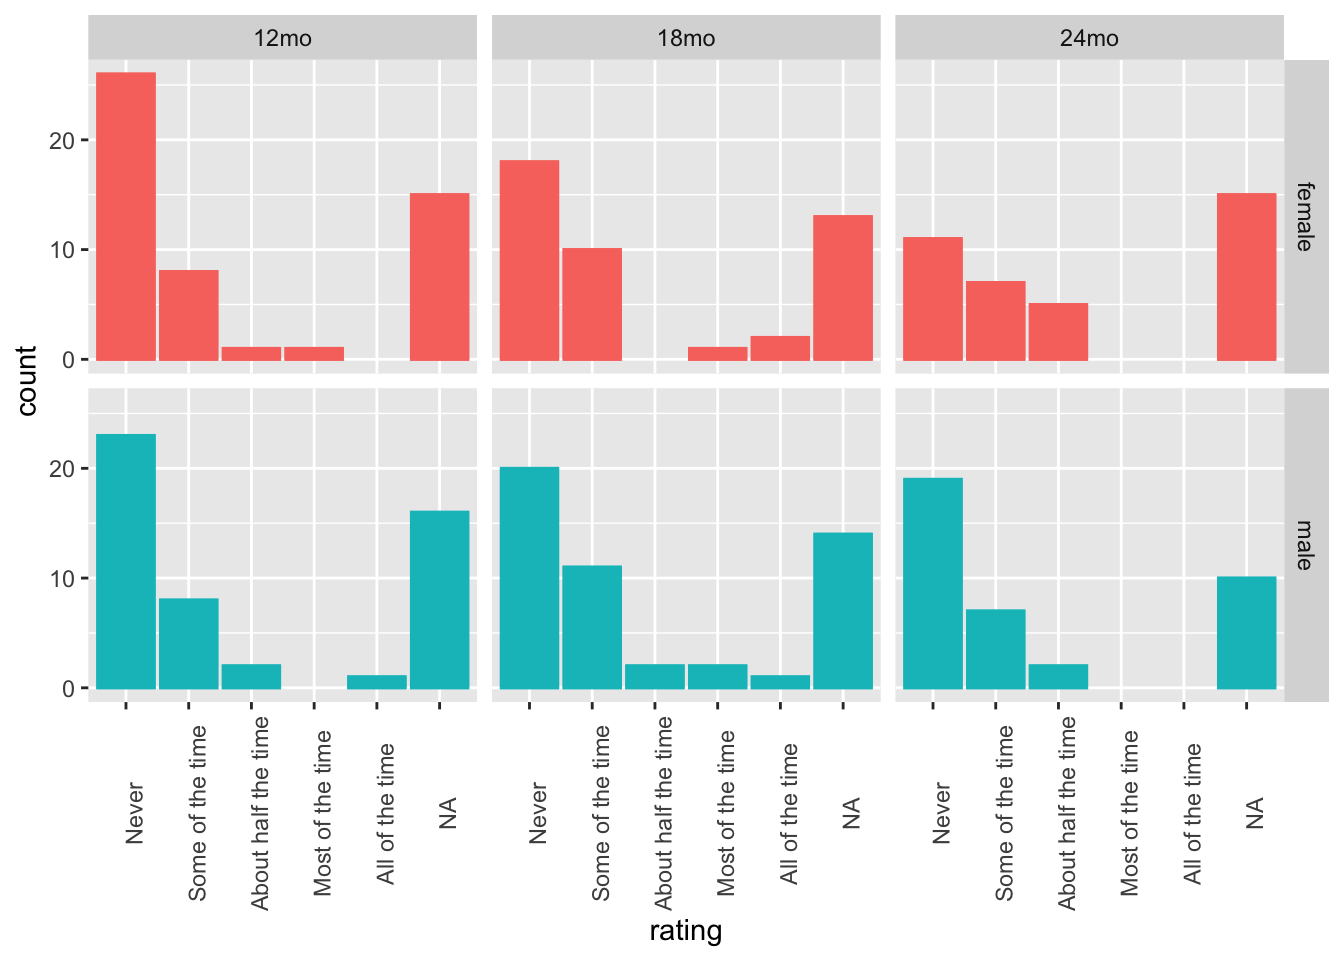 12mo
18mo
24mo
20
10
0
female
20
10
0
male
count
Never
Some of the time
About half the time
Most of the time
All of the time
NA
Never
Some of the time
About half the time
Most of the time
All of the time
NA
Never
Some of the time
About half the time
Most of the time
All of the time
NA
rating